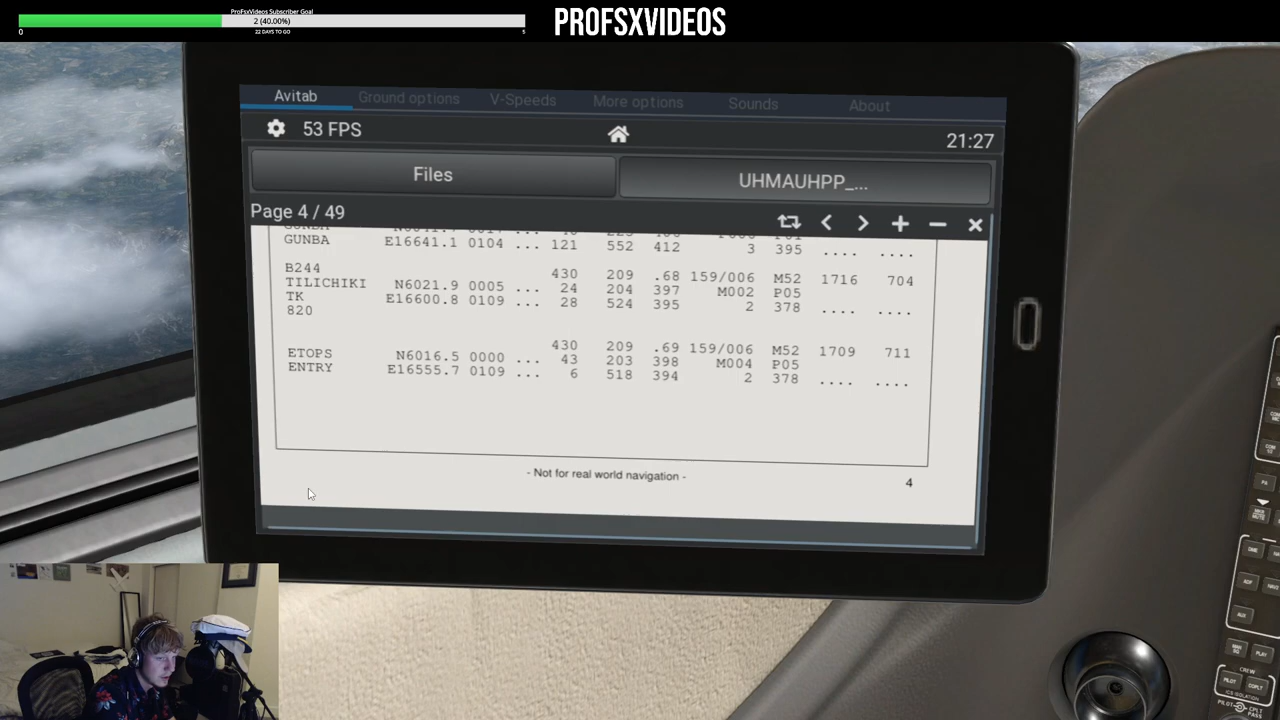 ProFsxVideos Subscriber Goal
2 (40.00%)
0 5
22 DAYS TO GO
PROFSXVIDEOS
Avitab Ground options V-Speeds More options Sounds About
53 FPS 21:27
Files UHMAUHPP_...
Page 4 / 49
GUNBA E16641.1 0104 ... 121 552 412 3 395 .... ....
B244 430 209 .68 159/006 M52 1716 704
TILICHIKI N6021.9 0005 ... 24 204 397 M002 P05
TK E16600.8 0109 ... 28 524 395 2 378 .... ....
820
430 209 .69 159/006 M52 1709 711
ETOPS N6016.5 0000 ... 43 203 398 M004 P05
ENTRY E16555.7 0109 ... 6 518 394 2 378 .... ....
- Not for real world navigation -
4